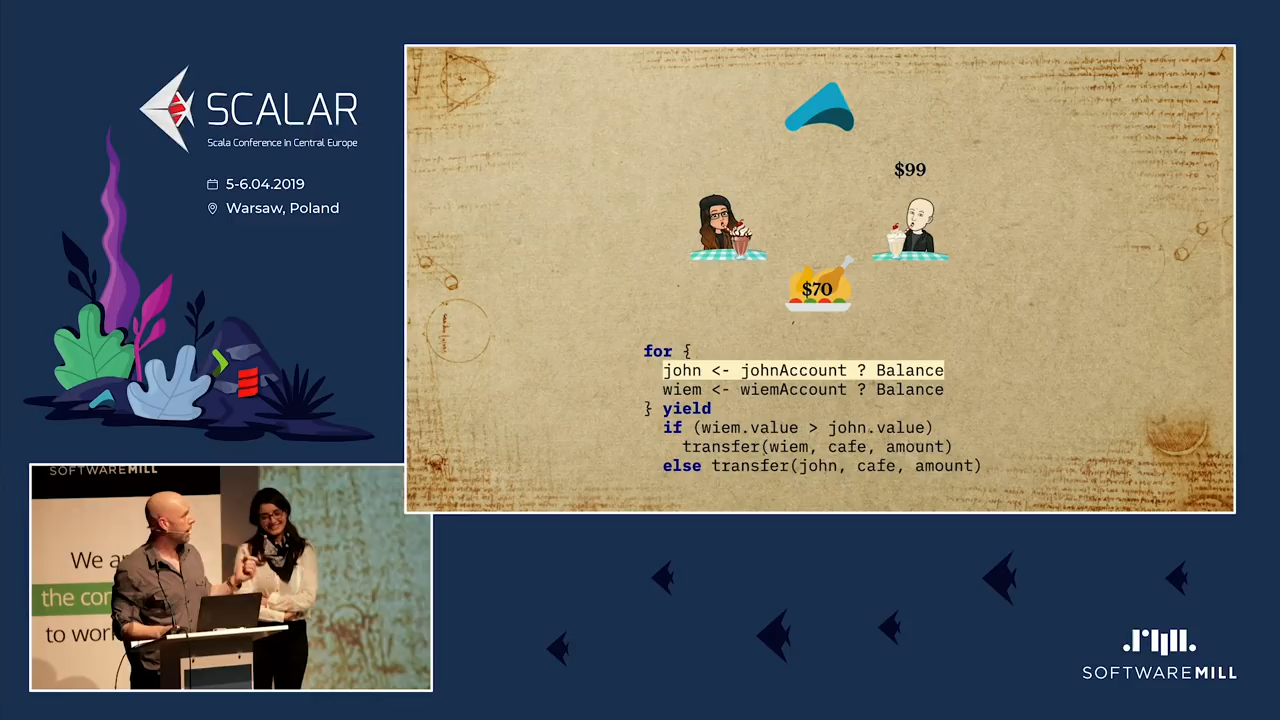 SCALAR
Scala Conference in Central Europe
5-6.04.2019
Warsaw, Poland
$99
$70
for {
  john <- johnAccount ? Balance
  wiem <- wiemAccount ? Balance
} yield
  if (wiem.value > john.value)
    transfer(wiem, cafe, amount)
  else transfer(john, cafe, amount)
SOFTWAREMILL
We
the
to
SOFTWAREMILL